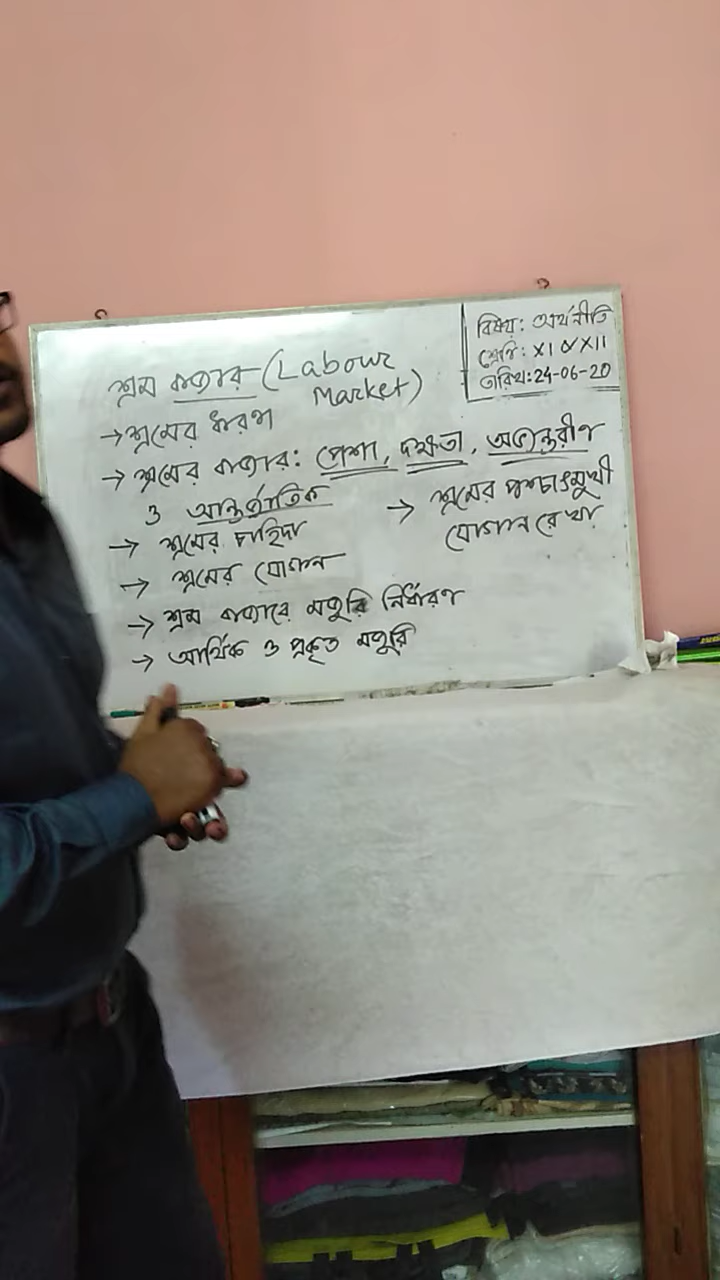 বিষয়: অর্থনীতি
শ্রেণি: XI ও XII
তারিখ: 24-06-20
শ্রম বাজার (Labour
Market)
→ শ্রমের ধারণা
→ শ্রমের বাজার: পেশা, দক্ষতা, অভ্যন্তরীণ
ও আন্তর্জাতিক
→ শ্রমের চাহিদা
→ শ্রমের যোগান
→ শ্রম বাজারে মজুরি নির্ধারণ
→ আর্থিক ও প্রকৃত মজুরি
→ শ্রমের পশ্চাৎমুখী
যোগান রেখা